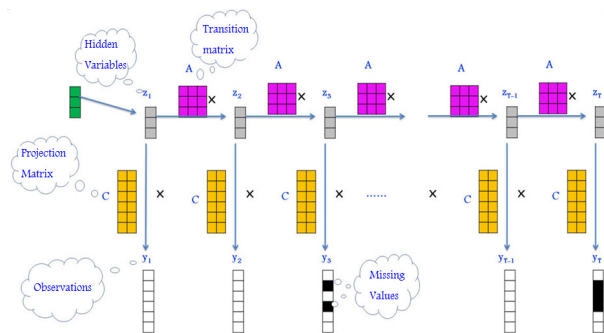 Hidden
Variables
Transition
matrix
A
A
A
A
A
z1
z2
z3
zT-1
zT
×
×
×
×
×
Projection
Matrix
C
C
C
C
C
×
×
×
......
×
×
y1
y2
y3
yT-1
yT
Observations
Missing
Values